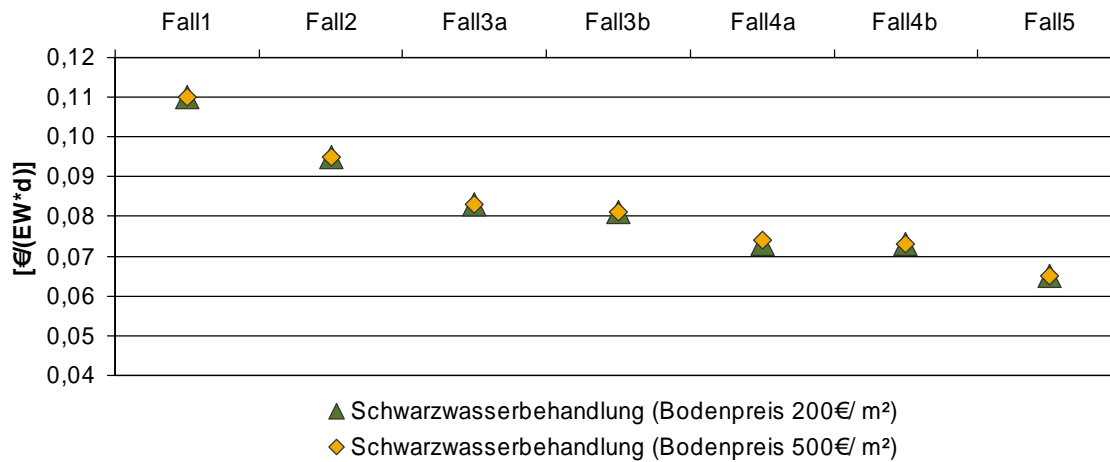 Fall1 Fall2 Fall3a Fall3b Fall4a Fall4b Fall5
0,12
0,11
0,10
0,09
0,08
0,07
0,06
0,05
0,04
[€/(EW*d)]
Schwarzwasserbehandlung (Bodenpreis 200€/ m²)
Schwarzwasserbehandlung (Bodenpreis 500€/ m²)